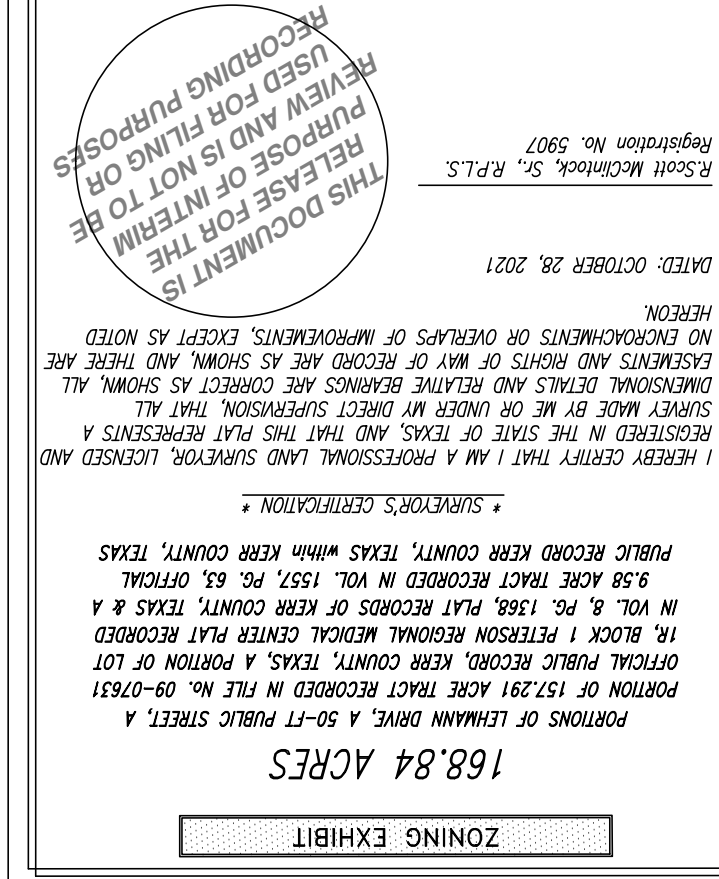 ZONING EXHIBIT
168.84 ACRES
PORTIONS OF LEHMANN DRIVE, A 50-FT PUBLIC STREET, A
PORTION OF 157.291 ACRE TRACT RECORDED IN FILE No. 09-07631
OFFICIAL PUBLIC RECORD, KERR COUNTY, TEXAS, A PORTION OF LOT
1R, BLOCK 1 PETERSON REGIONAL MEDICAL CENTER PLAT RECORDED
IN VOL. 8, PG. 1368, PLAT RECORDS OF KERR COUNTY, TEXAS & A
9.58 ACRE TRACT RECORDED IN VOL. 1557, PG. 63, OFFICIAL
PUBLIC RECORD KERR COUNTY, TEXAS within KERR COUNTY, TEXAS
* SURVEYOR'S CERTIFICATION *
I HEREBY CERTIFY THAT I AM A PROFESSIONAL LAND SURVEYOR, LICENSED AND
REGISTERED IN THE STATE OF TEXAS, AND THAT THIS PLAT REPRESENTS A
SURVEY MADE BY ME OR UNDER MY DIRECT SUPERVISION, THAT ALL
DIMENSIONAL DETAILS AND RELATIVE BEARINGS ARE CORRECT AS SHOWN, ALL
EASEMENTS AND RIGHTS OF WAY OF RECORD ARE AS SHOWN, AND THERE ARE
NO ENCROACHMENTS OR OVERLAPS OF IMPROVEMENTS, EXCEPT AS NOTED
HEREON.
DATED: OCTOBER 28, 2021
R.Scott McClintock, Sr., R.P.L.S.
Registration No. 5907
THIS DOCUMENT IS
RELEASE FOR THE
PURPOSE OF INTERIM
REVIEW AND IS NOT TO BE
USED FOR FILING OR
RECORDING PURPOSES